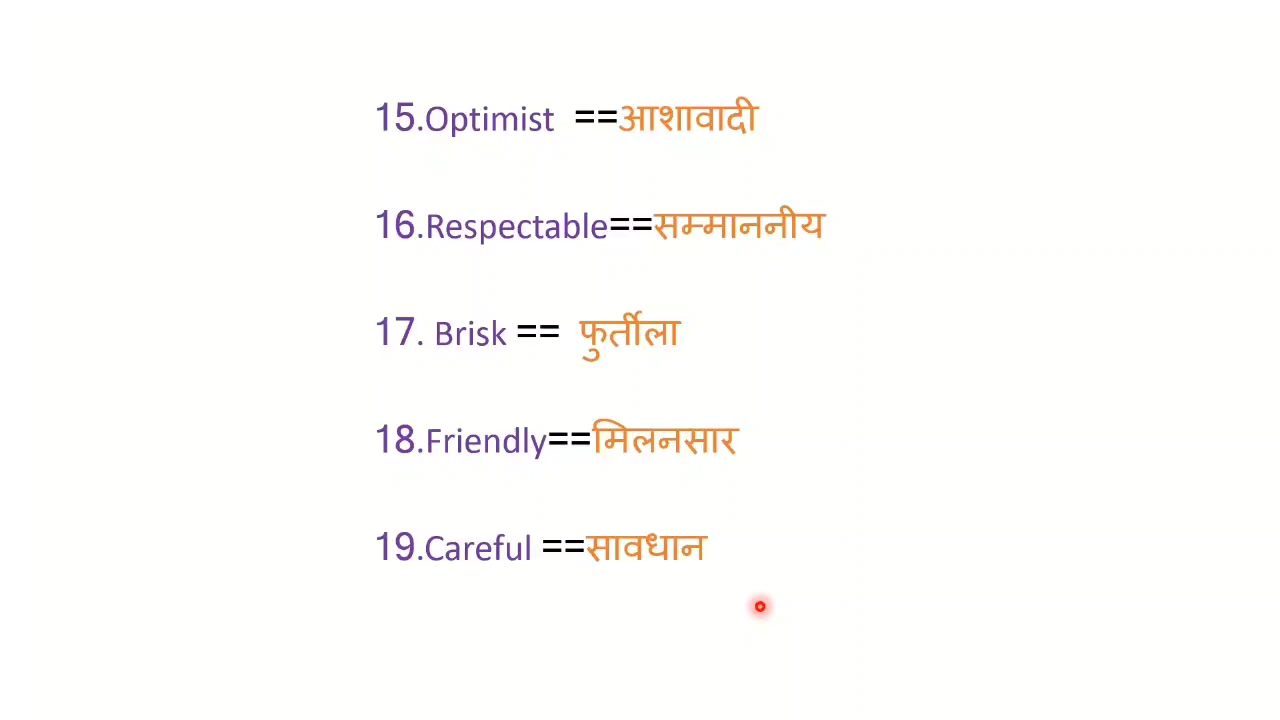 15.Optimist ==आशावादी
16.Respectable==सम्माननीय
17. Brisk == फुर्तीला
18.Friendly==मिलनसार
19.Careful ==सावधान